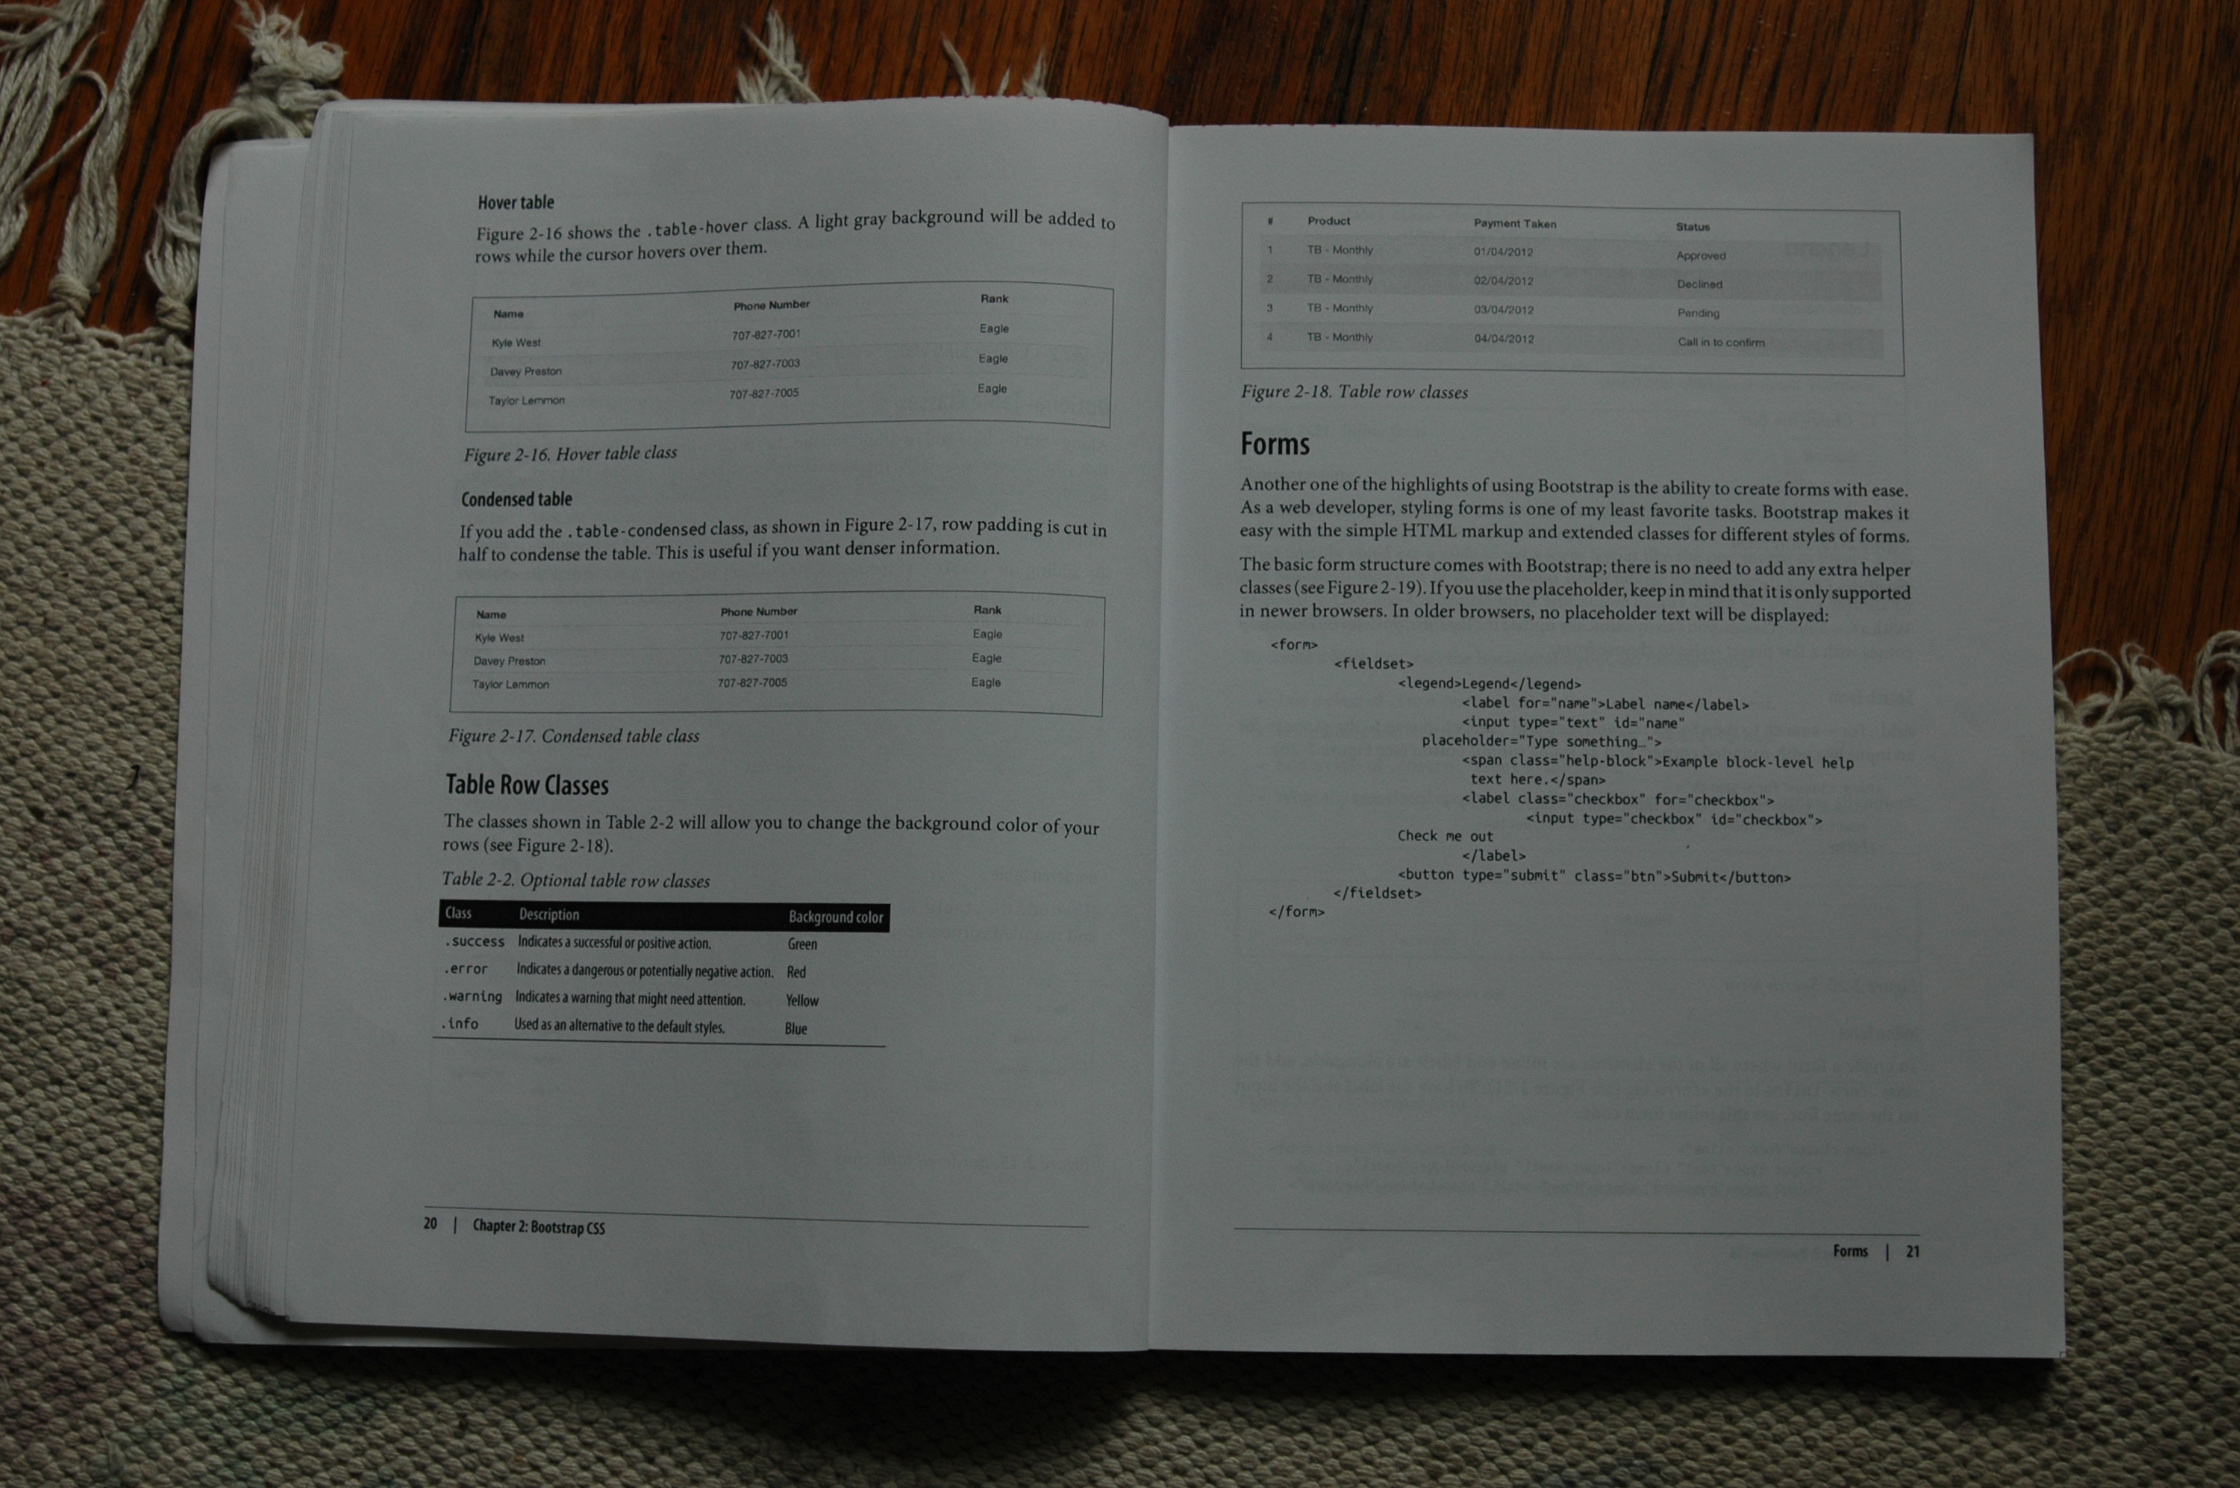 Hover table
Figure 2-16 shows the .table-hover class. A light gray background will be added to
rows while the cursor hovers over them.
Name Phone Number Rank
Kyle West 707-827-7001 Eagle
Davey Preston 707-827-7003 Eagle
Taylor Lemmon 707-827-7005 Eagle
Figure 2-16. Hover table class
Condensed table
If you add the .table-condensed class, as shown in Figure 2-17, row padding is cut in
half to condense the table. This is useful if you want denser information.
Name Phone Number Rank
Kyle West 707-827-7001 Eagle
Davey Preston 707-827-7003 Eagle
Taylor Lemmon 707-827-7005 Eagle
Figure 2-17. Condensed table class
Table Row Classes
The classes shown in Table 2-2 will allow you to change the background color of your
rows (see Figure 2-18).
Table 2-2. Optional table row classes
Class Description Background color
.success Indicates a successful or positive action. Green
.error Indicates a dangerous or potentially negative action. Red
.warning Indicates a warning that might need attention. Yellow
.info Used as an alternative to the default styles. Blue
20 | Chapter 2: Bootstrap CSS
# Product Payment Taken Status
1 TB - Monthly 01/04/2012 Approved
2 TB - Monthly 02/04/2012 Declined
3 TB - Monthly 03/04/2012 Pending
4 TB - Monthly 04/04/2012 Call in to confirm
Figure 2-18. Table row classes
Forms
Another one of the highlights of using Bootstrap is the ability to create forms with ease.
As a web developer, styling forms is one of my least favorite tasks. Bootstrap makes it
easy with the simple HTML markup and extended classes for different styles of forms.
The basic form structure comes with Bootstrap; there is no need to add any extra helper
classes (see Figure 2-19). If you use the placeholder, keep in mind that it is only supported
in newer browsers. In older browsers, no placeholder text will be displayed:
<form>
<fieldset>
<legend>Legend</legend>
<label for="name">Label name</label>
<input type="text" id="name"
placeholder="Type something…">
<span class="help-block">Example block-level help
text here.</span>
<label class="checkbox" for="checkbox">
<input type="checkbox" id="checkbox">
Check me out
</label>
<button type="submit" class="btn">Submit</button>
</fieldset>
</form>
Forms | 21